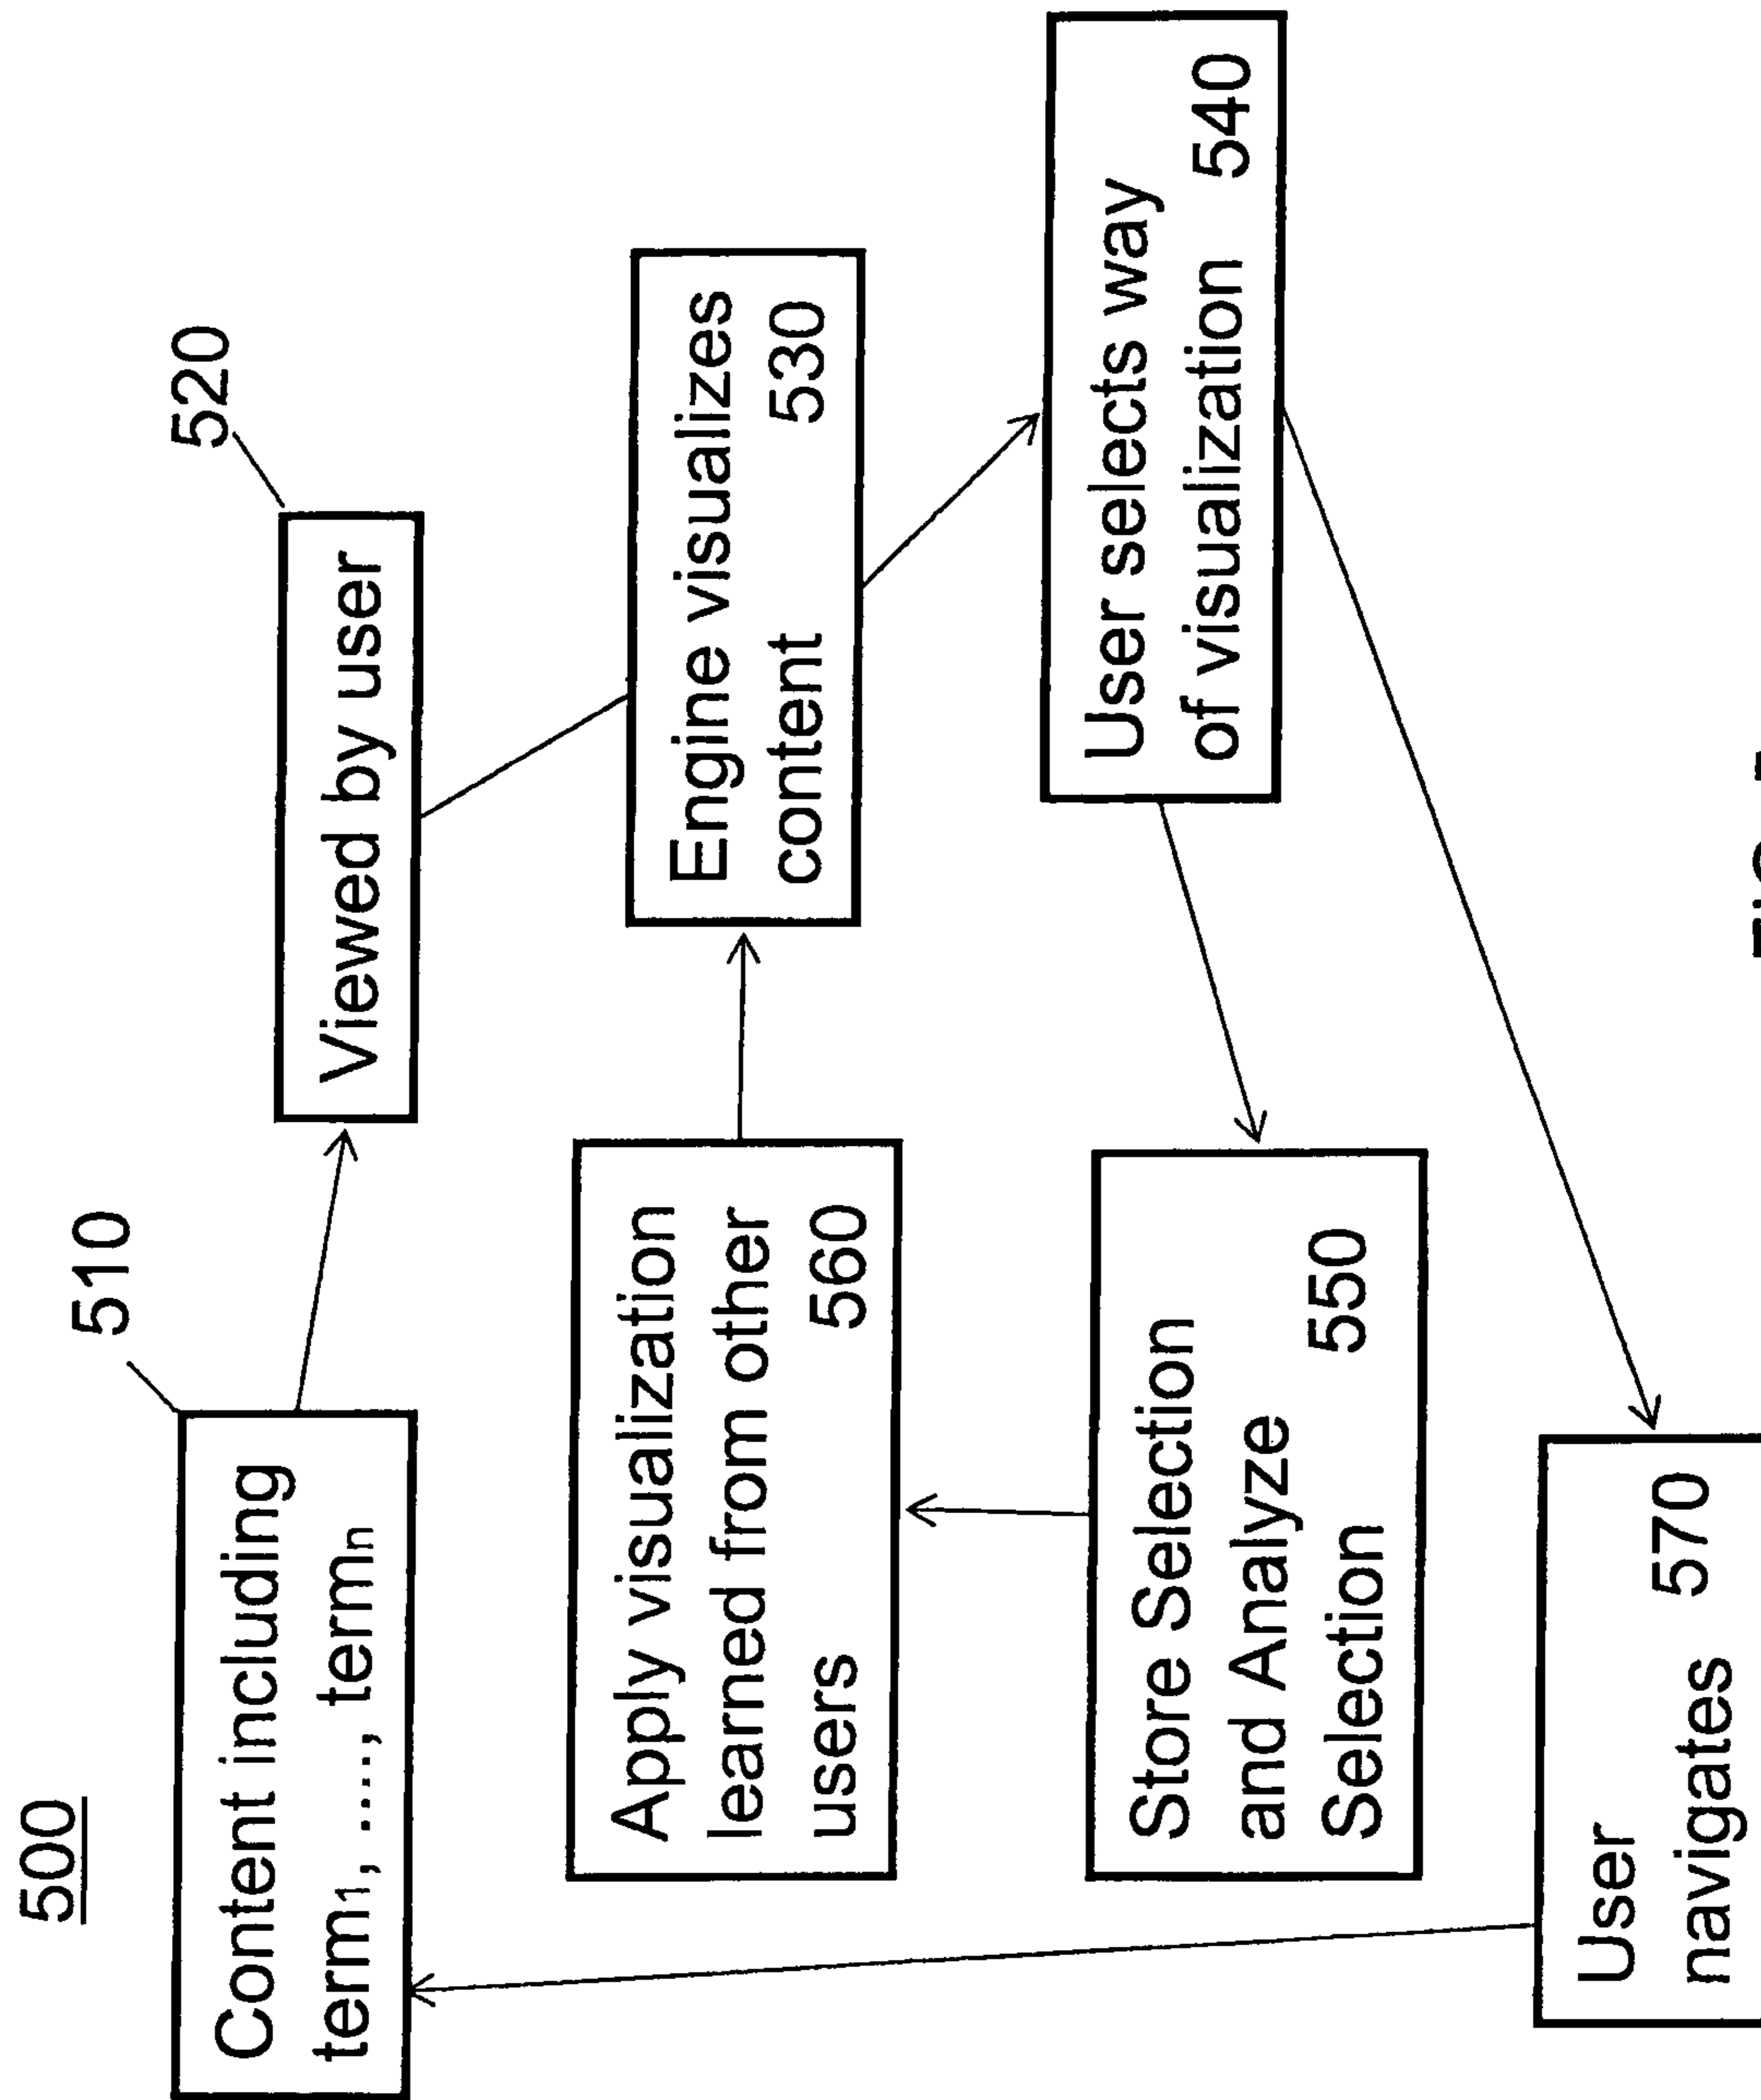 500
510
Content including
term1, ...., termn
520
Viewed by user
Engine visualizes
content 530
Apply visualization
learned from other
users 560
User selects way
of visualization 540
Store Selection
and Analyze
Selection 550
User
navigates 570